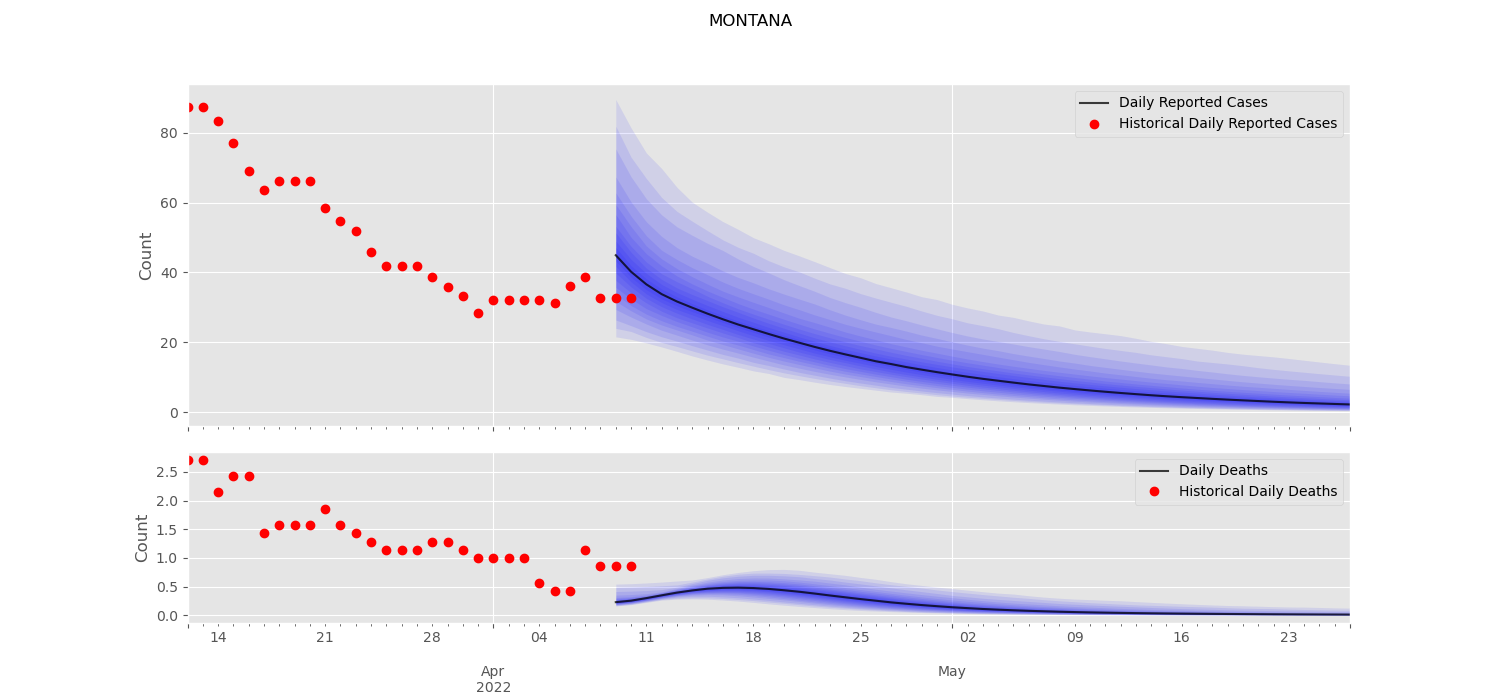 MONTANA
Daily Reported Cases
Historical Daily Reported Cases
Count
80
60
40
20
0
Daily Deaths
Historical Daily Deaths
Count
2.5
2.0
1.5
1.0
0.5
0.0
14 21 28 04 11 18 25 02 09 16 23
Apr May
2022